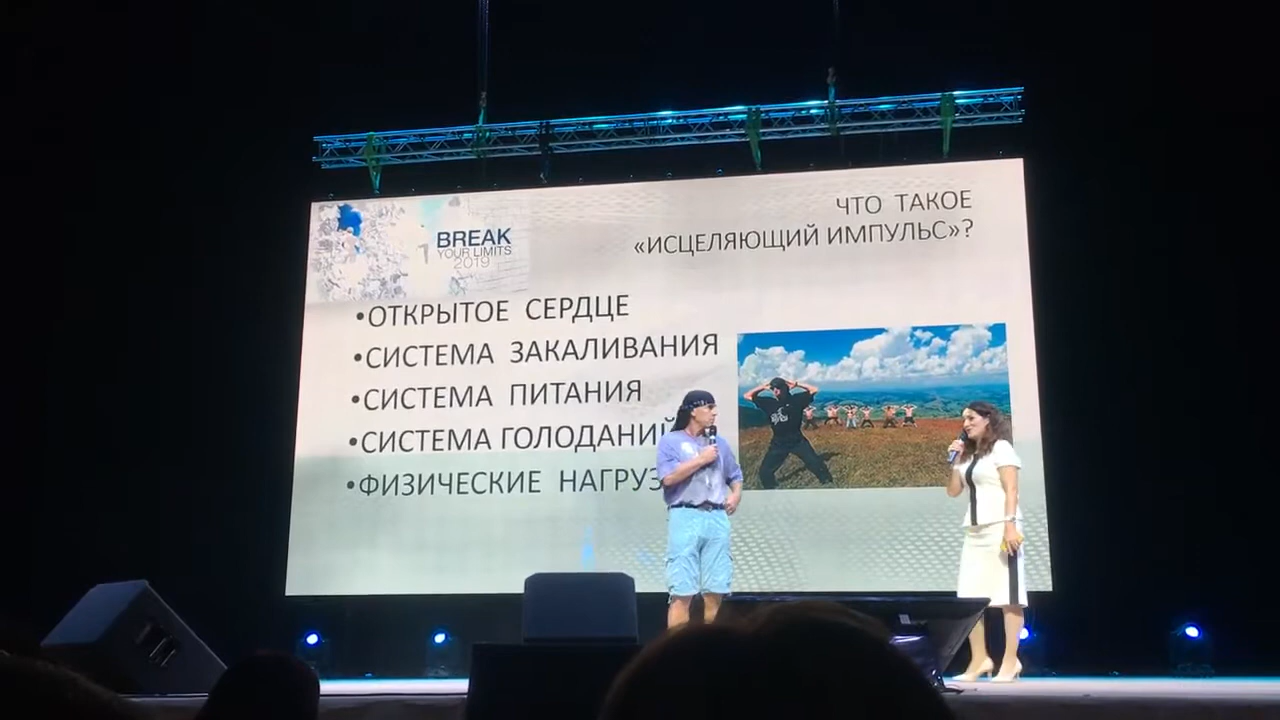 BREAK
YOUR LIMITS
2019
ЧТО ТАКОЕ
«ИСЦЕЛЯЮЩИЙ ИМПУЛЬС»?
•ОТКРЫТОЕ СЕРДЦЕ
•СИСТЕМА ЗАКАЛИВАНИЯ
•СИСТЕМА ПИТАНИЯ
•СИСТЕМА ГОЛОДАНИЙ
•ФИЗИЧЕСКИЕ